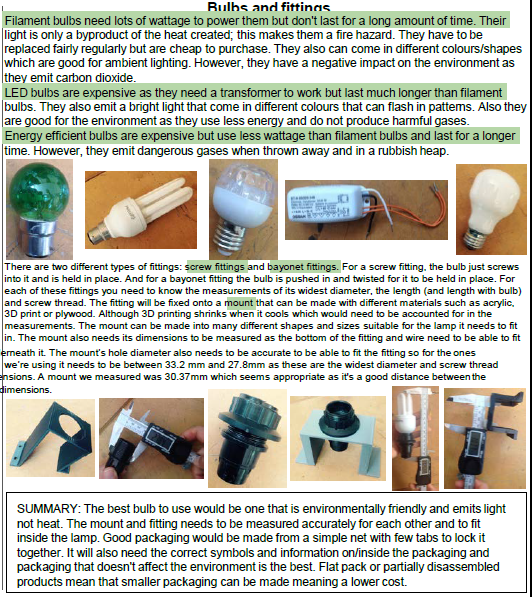 Bulbs and fittings
Filament bulbs need lots of wattage to power them but don't last for a long amount of time. Their
light is only a byproduct of the heat created; this makes them a fire hazard. They have to be
replaced fairly regularly but are cheap to purchase. They also can come in different colours/shapes
which are good for ambient lighting. However, they have a negative impact on the environment as
they emit carbon dioxide.
LED bulbs are expensive as they need a transformer to work but last much longer than filament
bulbs. They also emit a bright light that come in different colours that can flash in patterns. Also they
are good for the environment as they use less energy and do not produce harmful gases.
Energy efficient bulbs are expensive but use less wattage than filament bulbs and last for a longer
time. However, they emit dangerous gases when thrown away and in a rubbish heap.
There are two different types of fittings: screw fittings and bayonet fittings. For a screw fitting, the bulb just screws
into it and is held in place. And for a bayonet fitting the bulb is pushed in and twisted for it to be held in place. For
each of these fittings you need to know the measurements of its widest diameter, the length (and length with bulb)
and screw thread. The fitting will be fixed onto a mount that can be made with different materials such as acrylic,
3D print or plywood. Although 3D printing shrinks when it cools which would need to be accounted for in the
measurements. The mount can be made into many different shapes and sizes suitable for the lamp it needs to fit
in. The mount also needs its dimensions to be measured as the bottom of the fitting and wire need to be able to fit
erneath it. The mount's hole diameter also needs to be accurate to be able to fit the fitting so for the ones
we're using it needs to be between 33.2 mm and 27.8mm as these are the widest diameter and screw thread
ensions. A mount we measured was 30.37mm which seems appropriate as it's a good distance between the
dimensions.
SUMMARY: The best bulb to use would be one that is environmentally friendly and emits light
not heat. The mount and fitting needs to be measured accurately for each other and to fit
inside the lamp. Good packaging would be made from a simple net with few tabs to lock it
together. It will also need the correct symbols and information on/inside the packaging and
packaging that doesn't affect the environment is the best. Flat pack or partially disassembled
products mean that smaller packaging can be made meaning a lower cost.